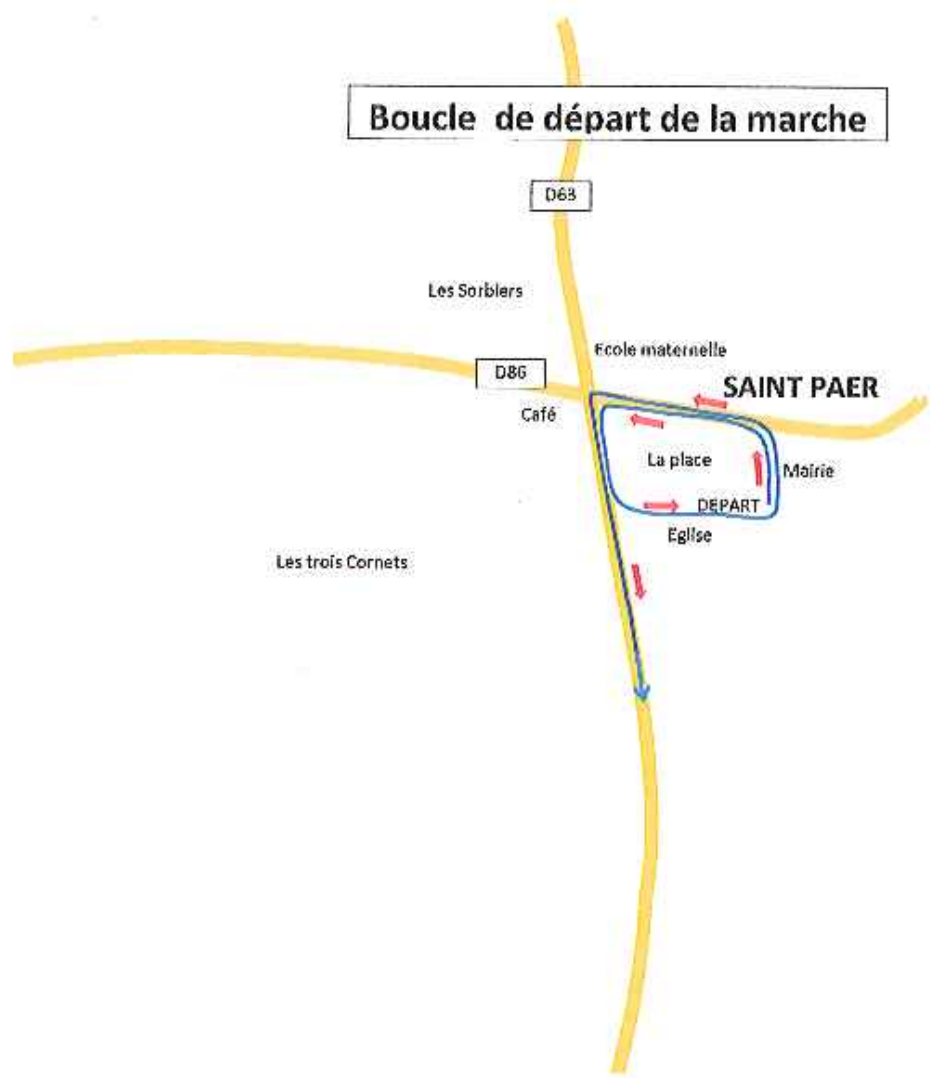 Boucle de départ de la marche
D63
Les Sorbiers
Ecole maternelle
D86
SAINT PAER
Café
La place
Mairie
DEPART
Eglise
Les trois Cornets